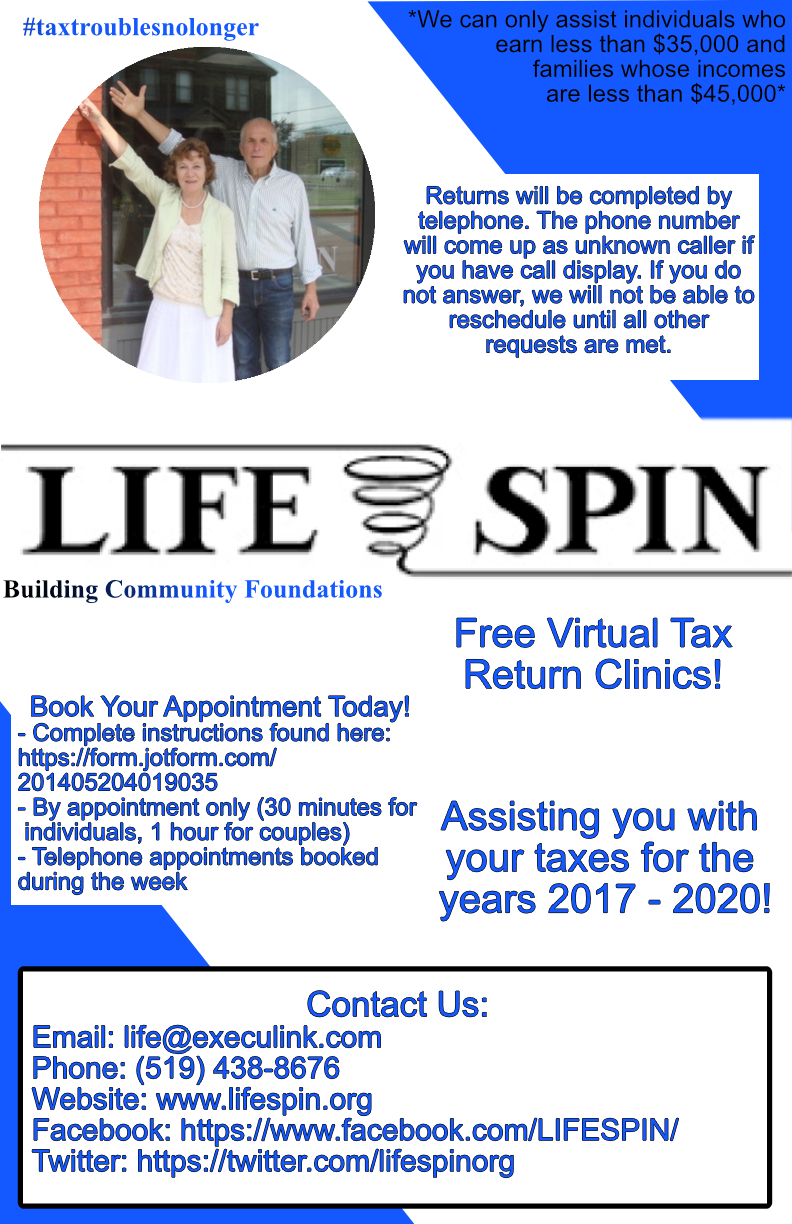 #taxtroublesnolonger
*We can only assist individuals who
earn less than $35,000 and
families whose incomes
are less than $45,000*
Returns will be completed by
telephone. The phone number
will come up as unknown caller if
you have call display. If you do
not answer, we will not be able to
reschedule until all other
requests are met.
LIFE SPIN
Building Community Foundations
Free Virtual Tax
Return Clinics!
Book Your Appointment Today!
- Complete instructions found here:
https://form.jotform.com/
201405204019035
- By appointment only (30 minutes for
individuals, 1 hour for couples)
- Telephone appointments booked
during the week
Assisting you with
your taxes for the
years 2017 - 2020!
Contact Us:
Email: life@execulink.com
Phone: (519) 438-8676
Website: www.lifespin.org
Facebook: https://www.facebook.com/LIFESPIN/
Twitter: https://twitter.com/lifespinorg